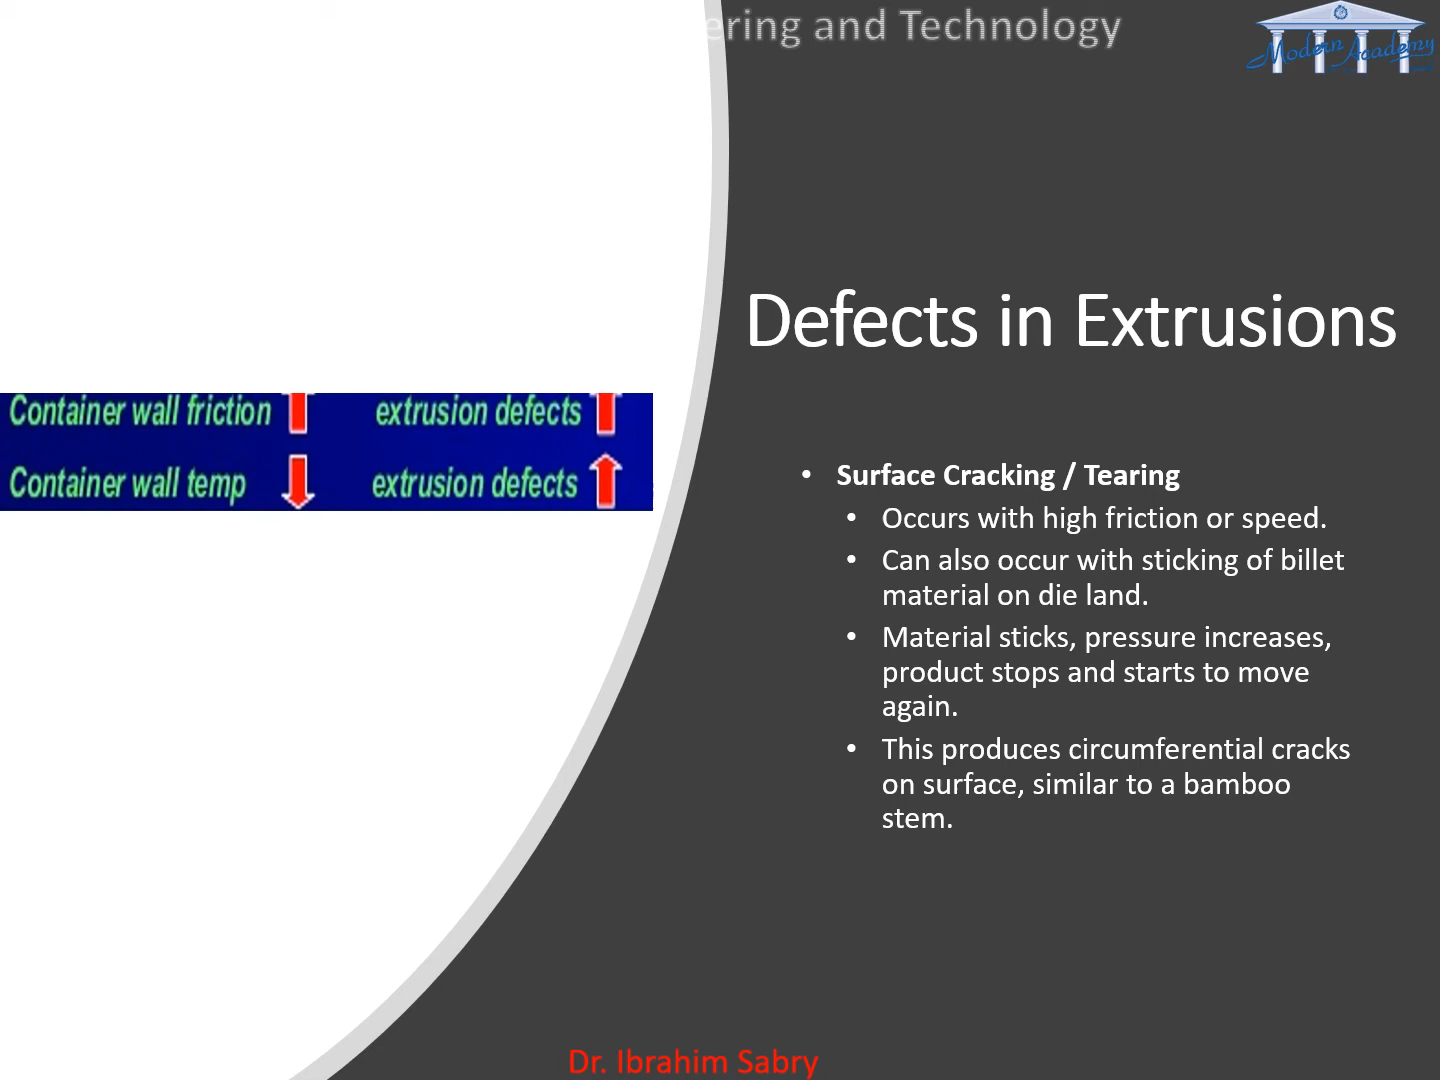 ering and Technology
Modern Academy
Defects in Extrusions
Container wall friction extrusion defects
Container wall temp extrusion defects
• Surface Cracking / Tearing
• Occurs with high friction or speed.
• Can also occur with sticking of billet
material on die land.
• Material sticks, pressure increases,
product stops and starts to move
again.
• This produces circumferential cracks
on surface, similar to a bamboo
stem.
Dr. Ibrahim Sabry